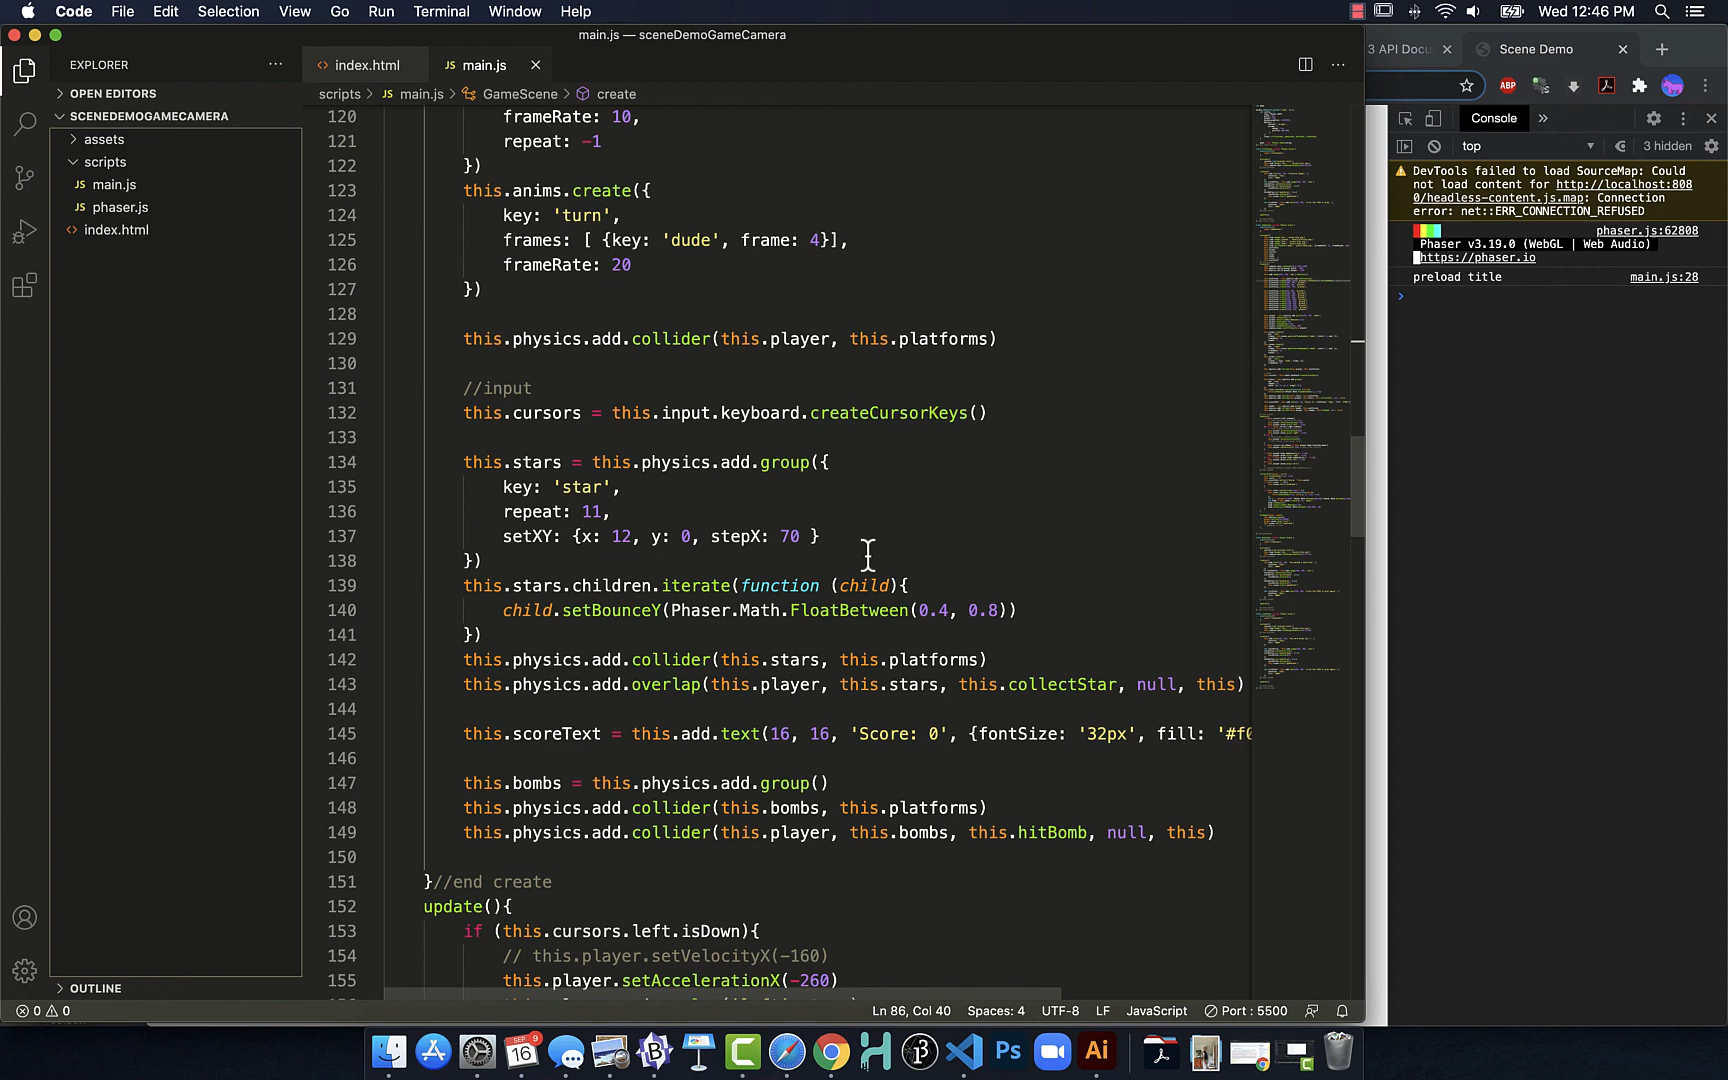 Code File Edit Selection View Go Run Terminal Window Help
Wed 12:46 PM
main.js — sceneDemoGameCamera
3 API Docu
Scene Demo
EXPLORER
index.html
main.js
OPEN EDITORS
scripts > main.js > GameScene > create
SCENEDEMOGAMECAMERA
assets
scripts
main.js
phaser.js
index.html
120 frameRate: 10,
121 repeat: -1
122 })
123 this.anims.create({
124 key: 'turn',
125 frames: [ {key: 'dude', frame: 4}],
126 frameRate: 20
127 })
128
129 this.physics.add.collider(this.player, this.platforms)
130
131 //input
132 this.cursors = this.input.keyboard.createCursorKeys()
133
134 this.stars = this.physics.add.group({
135 key: 'star',
136 repeat: 11,
137 setXY: {x: 12, y: 0, stepX: 70 }
138 })
139 this.stars.children.iterate(function (child){
140 child.setBounceY(Phaser.Math.FloatBetween(0.4, 0.8))
141 })
142 this.physics.add.collider(this.stars, this.platforms)
143 this.physics.add.overlap(this.player, this.stars, this.collectStar, null, this)
144
145 this.scoreText = this.add.text(16, 16, 'Score: 0', {fontSize: '32px', fill: '#f0
146
147 this.bombs = this.physics.add.group()
148 this.physics.add.collider(this.bombs, this.platforms)
149 this.physics.add.collider(this.player, this.bombs, this.hitBomb, null, this)
150
151 }//end create
152 update(){
153 if (this.cursors.left.isDown){
154 // this.player.setVelocityX(-160)
155 this.player.setAccelerationX(-260)
OUTLINE
0 0
Ln 86, Col 40
Spaces: 4
UTF-8
LF
JavaScript
Port : 5500
ABP
Console
top
3 hidden
DevTools failed to load SourceMap: Could
not load content for http://localhost:808
0/headless-content.js.map: Connection
error: net::ERR_CONNECTION_REFUSED
phaser.js:62808
Phaser v3.19.0 (WebGL | Web Audio)
https://phaser.io
preload title
main.js:28
SEP
16
9
B
Ps
Ai